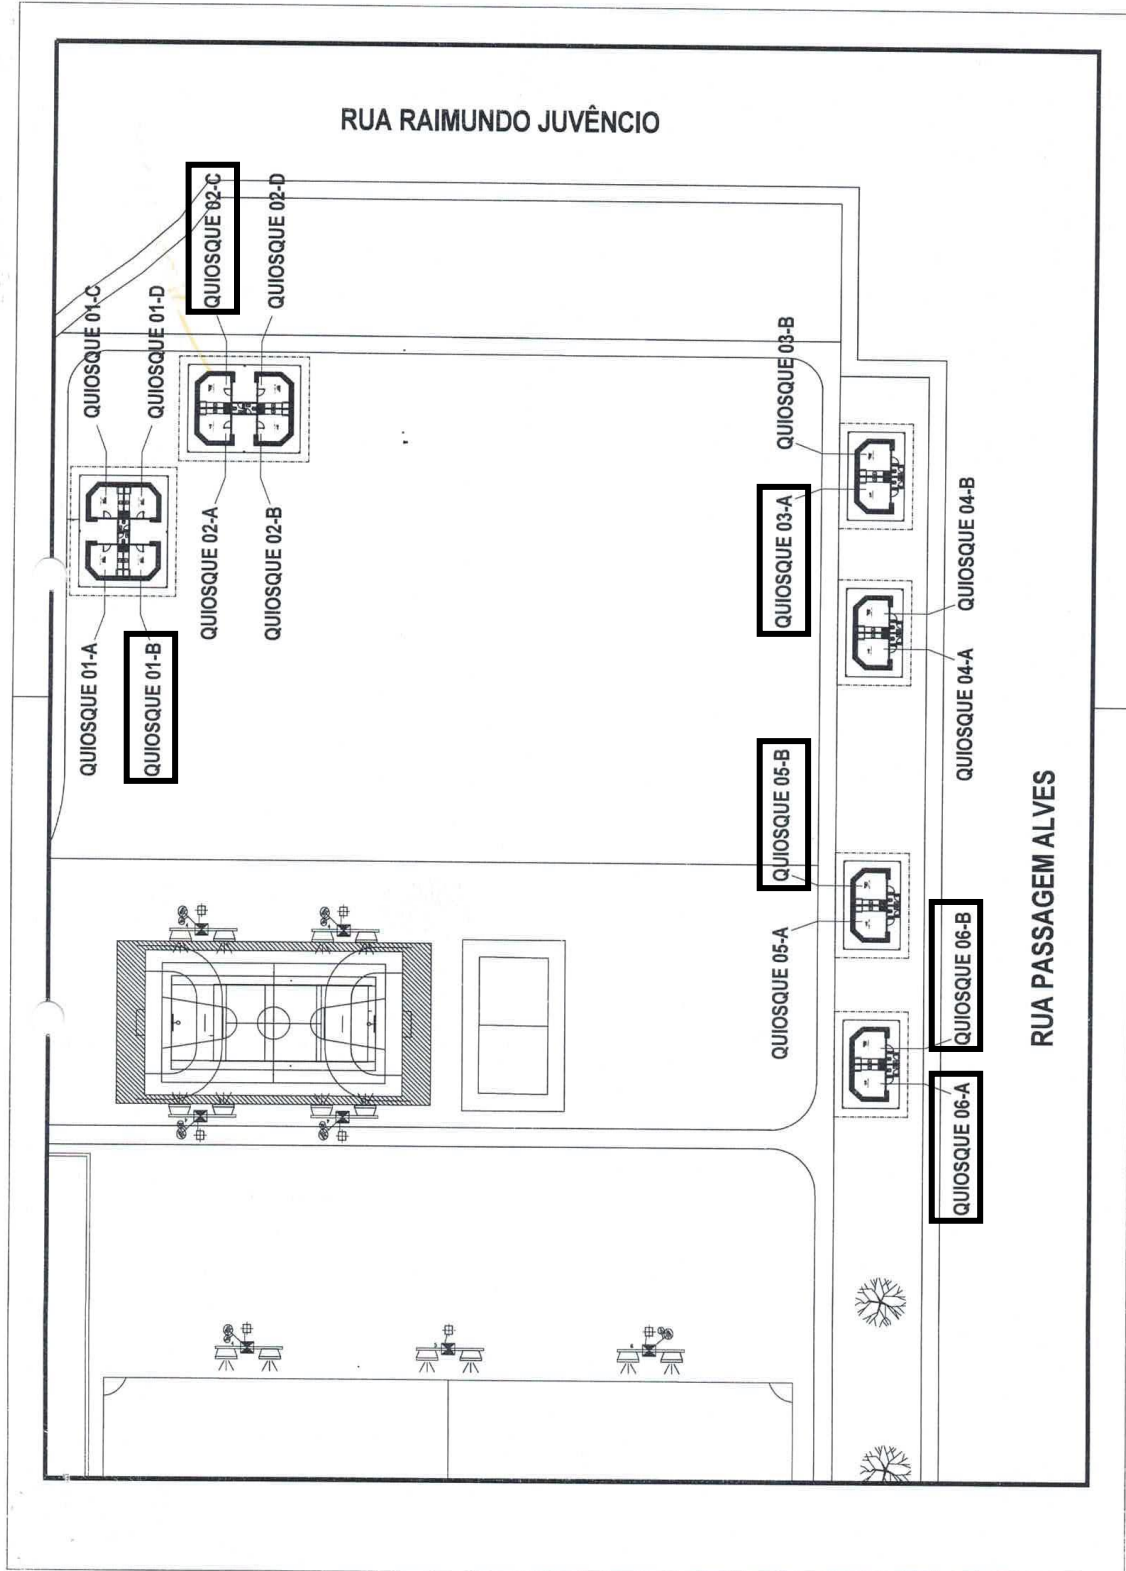 RUA RAIMUNDO JUVÊNCIO
QUIOSQUE 01-C
QUIOSQUE 01-D
QUIOSQUE 02-C
QUIOSQUE 02-D
QUIOSQUE 01-A
QUIOSQUE 01-B
QUIOSQUE 02-A
QUIOSQUE 02-B
QUIOSQUE 03-B
QUIOSQUE 03-A
QUIOSQUE 04-B
QUIOSQUE 04-A
QUIOSQUE 05-B
QUIOSQUE 05-A
QUIOSQUE 06-B
QUIOSQUE 06-A
RUA PASSAGEM ALVES